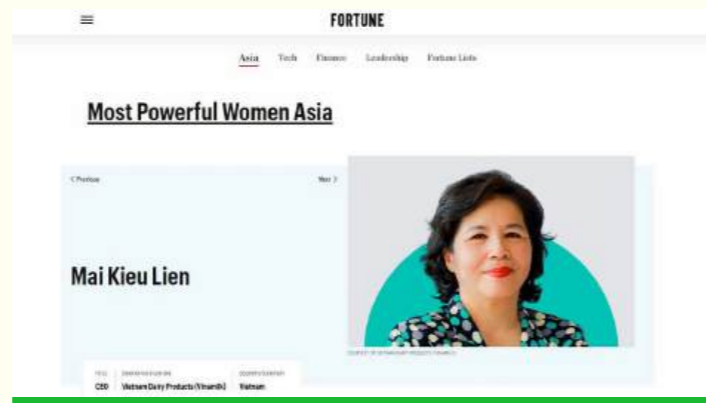 FORTUNE
Asia Tech Finance Leadership Fortune Lists
Most Powerful Women Asia
Previous Next
Mai Kieu Lien
TITLE
CEO Vietnam Dairy Products (Vinamilk) Vietnam